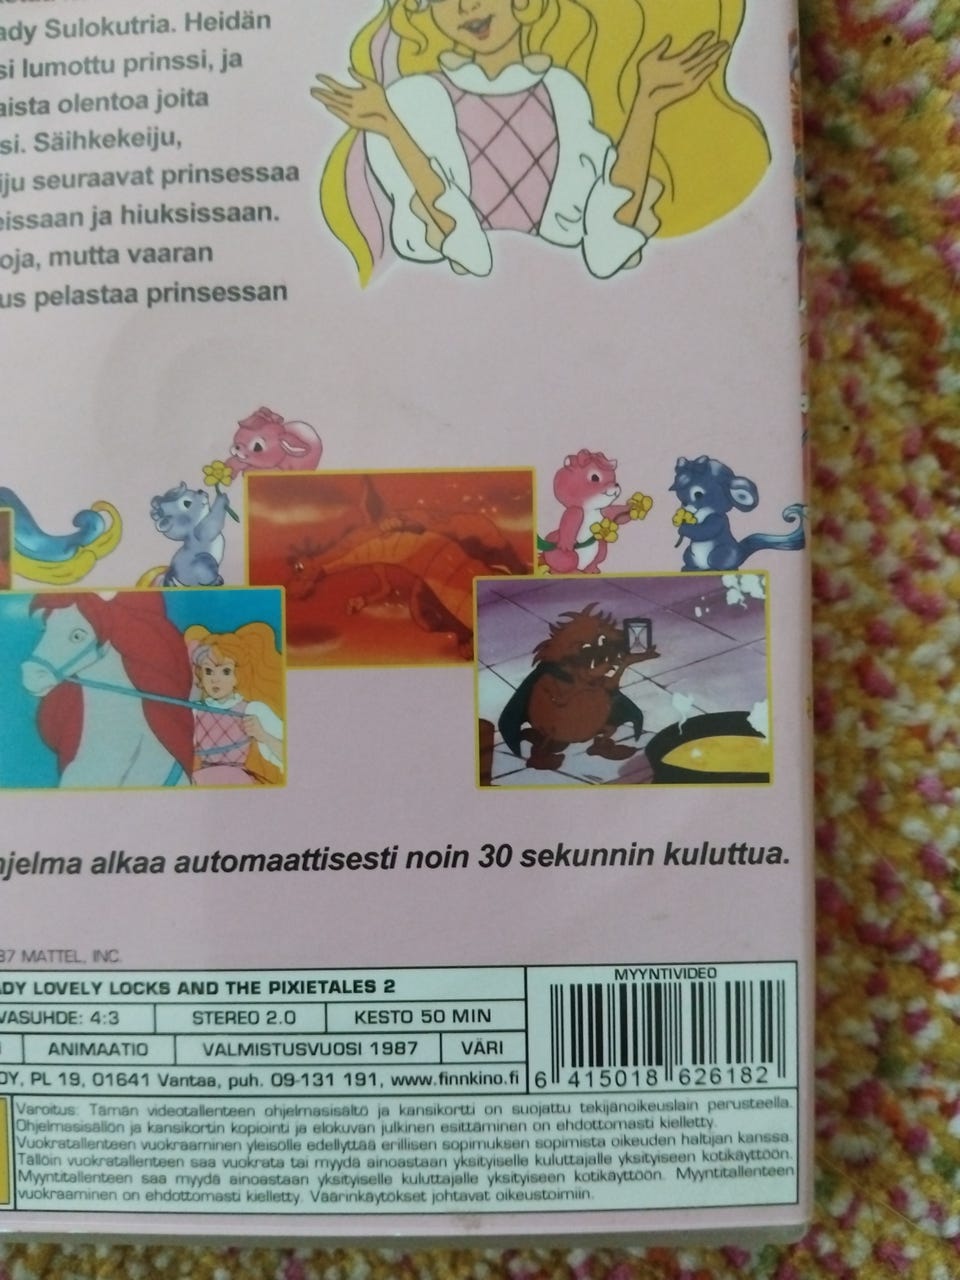 ady Sulokutria. Heidän
si lumottu prinssi, ja
aista olentoa joita
si. Säihkekeiju,
iju seuraavat prinsessaa
eissaan ja hiuksissaan.
oja, mutta vaaran
us pelastaa prinsessan
hjelma alkaa automaattisesti noin 30 sekunnin kuluttua.
87 MATTEL, INC.
ADY LOVELY LOCKS AND THE PIXIETALES 2
VASUHDE: 4:3 STEREO 2.0 KESTO 50 MIN
ANIMAATIO VALMISTUSVUOSI 1987 VÄRI
OY, PL 19, 01641 Vantaa, puh. 09-131 191, www.finnkino.fi
MYYNTIVIDEO
6 415018 626182
Varoitus: Tämän videotallenteen ohjelmasisältö ja kansikortti on suojattu tekijänoikeuslain perusteella.
Ohjelmasisällön ja kansikortin kopiointi ja elokuvan julkinen esittäminen on ehdottomasti kielletty.
Vuokratallenteen vuokraaminen yleisölle edellyttää erillisen sopimuksen sopimista oikeuden haltijan kanssa.
Tällöin vuokratallenteen saa vuokrata tai myydä ainoastaan yksityiselle kuluttajalle yksityiseen kotikäyttöön.
Myyntitallenteen saa myydä ainoastaan yksityiselle kuluttajalle yksityiseen kotikäyttöön. Myyntitallenteen
vuokraaminen on ehdottomasti kielletty. Väärinkäytökset johtavat oikeustoimiin.